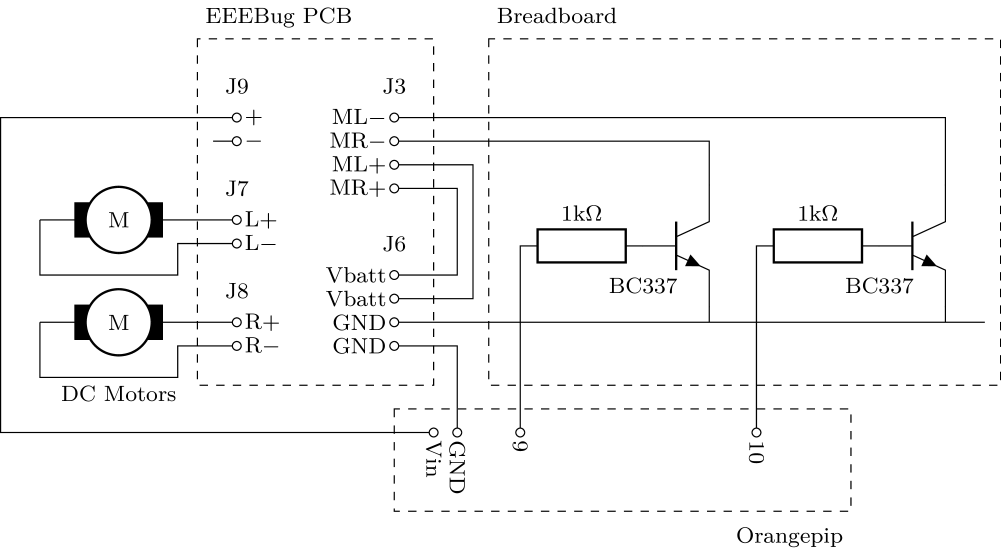 EEEBug PCB
Breadboard
J9
+
−
J3
ML−
MR−
ML+
MR+
J7
M
L+
L−
J6
Vbatt
Vbatt
GND
GND
J8
M
R+
R−
DC Motors
1kΩ
BC337
1kΩ
BC337
Vin
GND
9
10
Orangepip